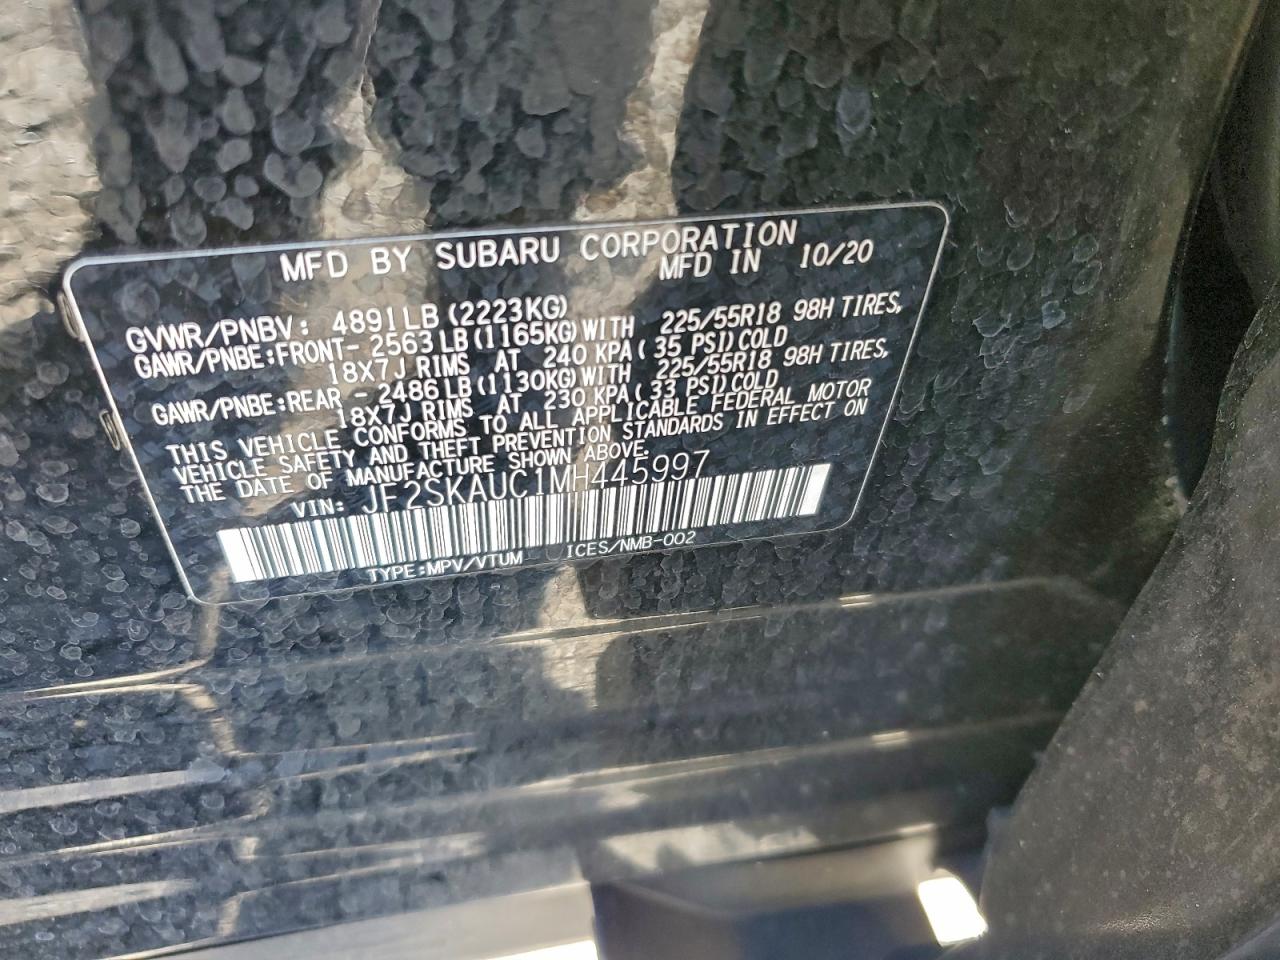 MFD BY SUBARU CORPORATION
MFD IN 10/20
GVWR/PNBV: 4891LB(2223KG)
GAWR/PNBE:FRONT- 2563LB(1165KG)WITH 225/55R18 98H TIRES,
18X7J RIMS AT 240 KPA(35 PSI)COLD
GAWR/PNBE:REAR - 2486LB(1130KG)WITH 225/55R18 98H TIRES,
18X7J RIMS AT 230 KPA(33 PSI)COLD
THIS VEHICLE CONFORMS TO ALL APPLICABLE FEDERAL MOTOR
VEHICLE SAFETY AND THEFT PREVENTION STANDARDS IN EFFECT ON
THE DATE OF MANUFACTURE SHOWN ABOVE.
VIN: JF2SKAUC1MH445997
TYPE:MPV/VTUM ICES/NMB-002